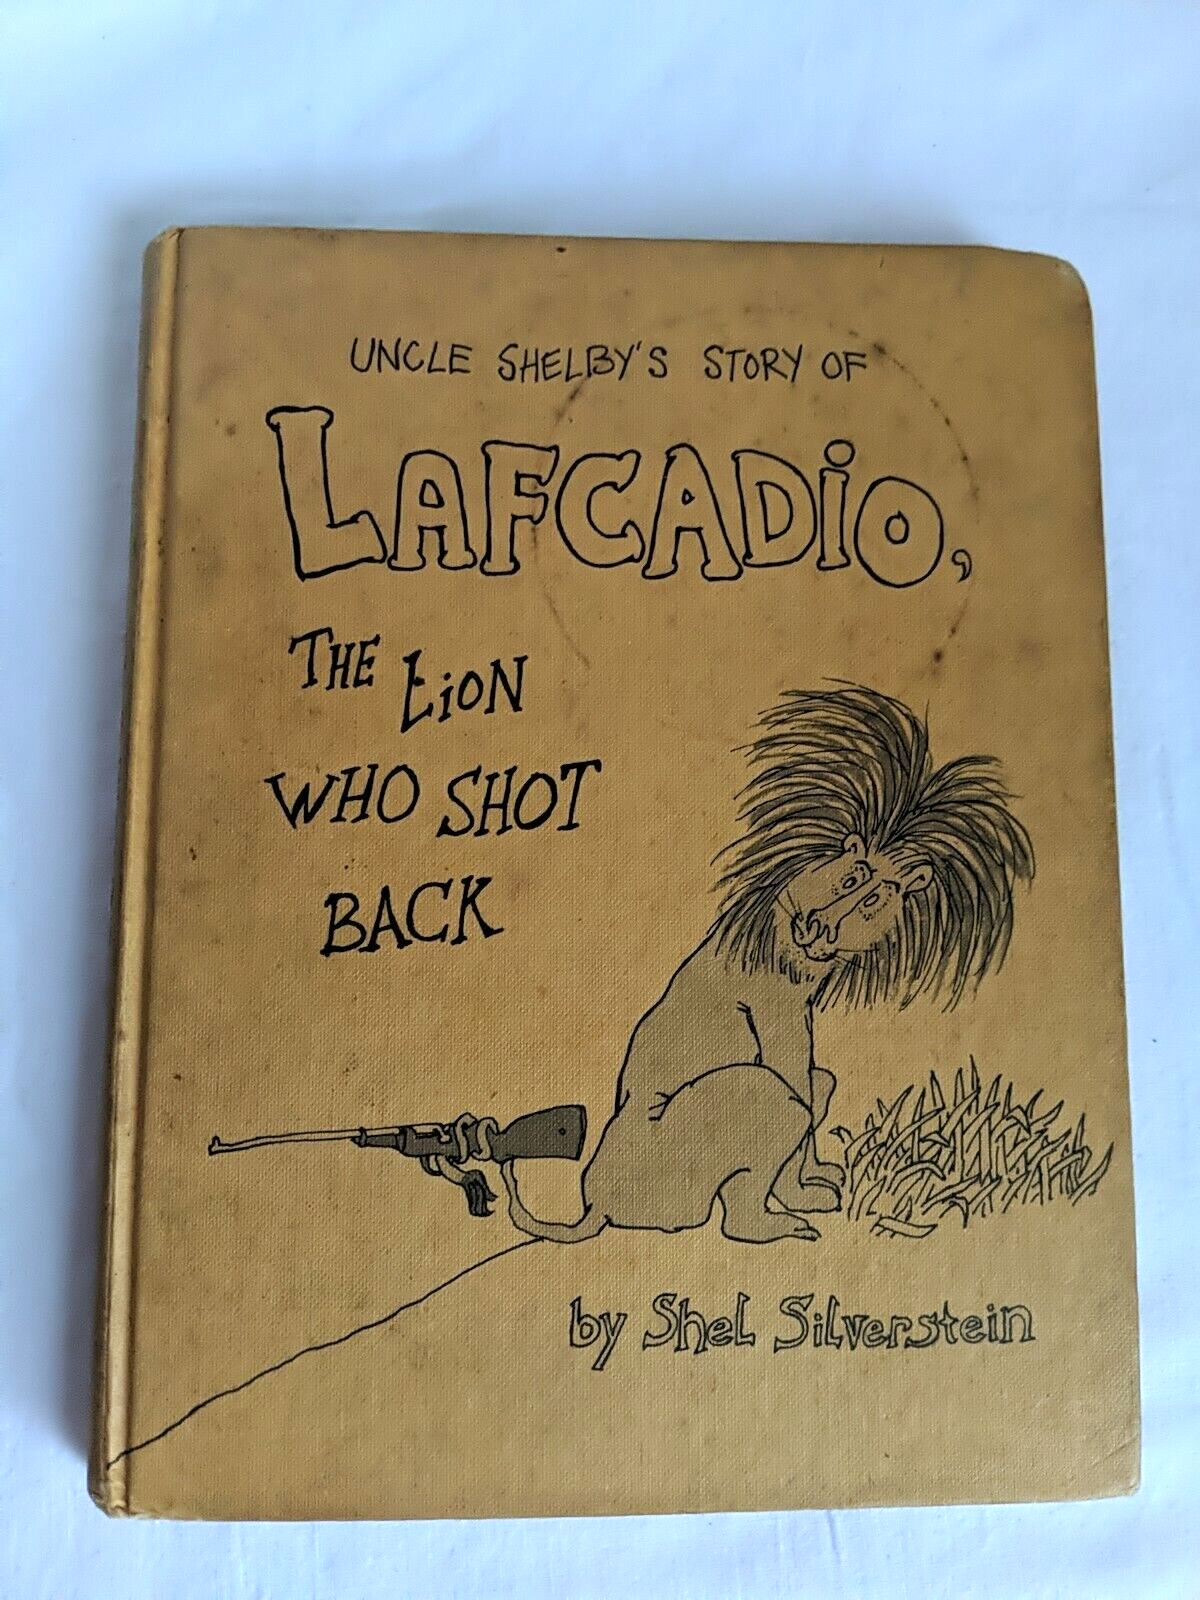 UNCLE SHELBY'S STORY OF
LAFCADiO,
THE LiON
WHO SHOT
BACK
by Shel Silverstein